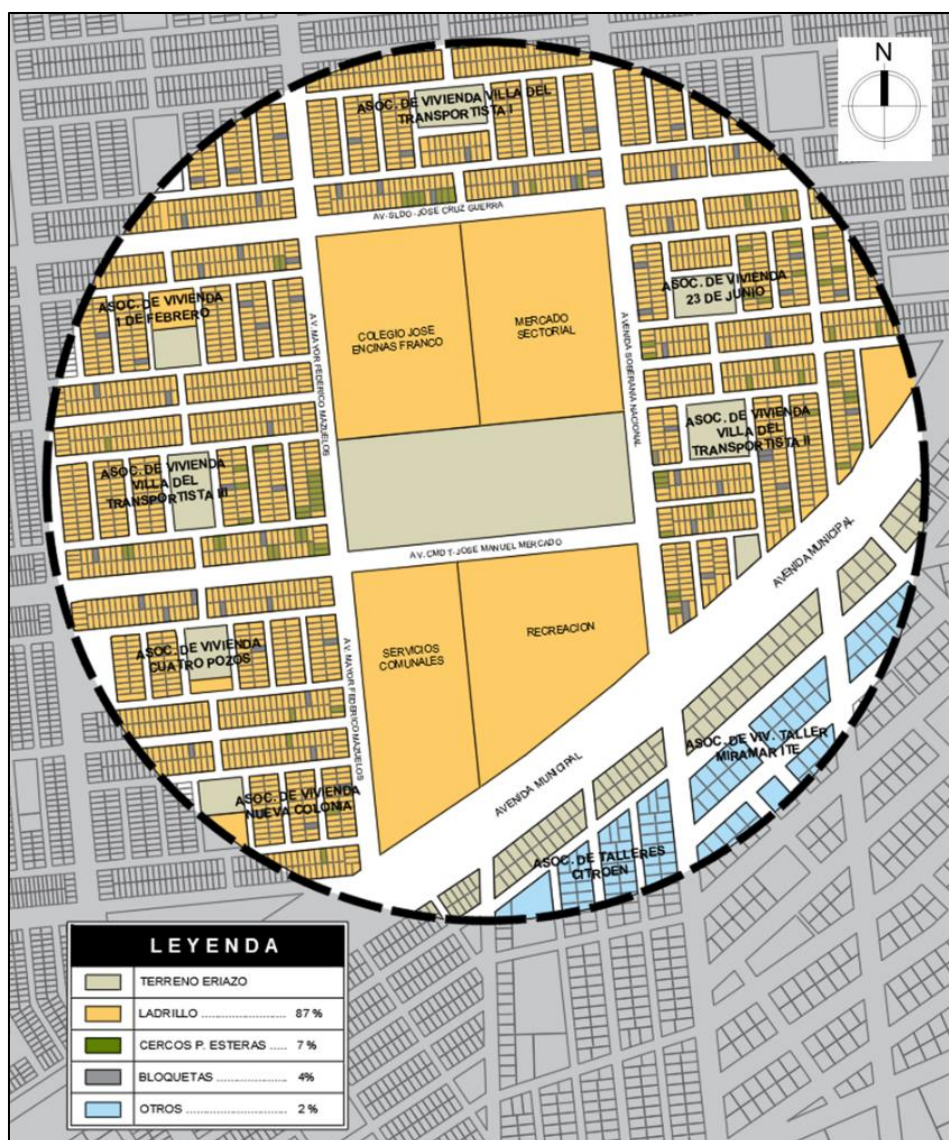 N
ASOC. DE VIVIENDA VILLA DEL
TRANSPORTISTA I
AV. SLDO. JOSE CRUZ GUERRA
ASOC. DE VIVIENDA
1 DE FEBRERO
COLEGIO JOSE
ENCINAS FRANCO
MERCADO
SECTORIAL
ASOC. DE VIVIENDA
23 DE JUNIO
AV. MAYOR FEDERICO MAZUELOS
AVENIDA SOBERANIA NACIONAL
ASOC. DE VIVIENDA
VILLA DEL
TRANSPORTISTA II
ASOC. DE VIVIENDA
VILLA DEL
TRANSPORTISTA III
AV. CMDT. JOSE MANUEL MERCADO
AVENIDA MUNICIPAL
ASOC. DE VIVIENDA
CUATRO POZOS
SERVICIOS
COMUNALES
RECREACION
AV. MAYOR FEDERICO MAZUELOS
ASOC. DE VIV. TALLER
MIRAMAR ITE
AVENIDA MUNICIPAL
ASOC. DE VIVIENDA
NUEVA COLONIA
ASOC. DE TALLERES
CITROEN
LEYENDA
TERRENO ERIAZO
LADRILLO ........................... 87 %
CERCOS P. ESTERAS ..... 7 %
BLOQUETAS ..................... 4%
OTROS ................................ 2 %